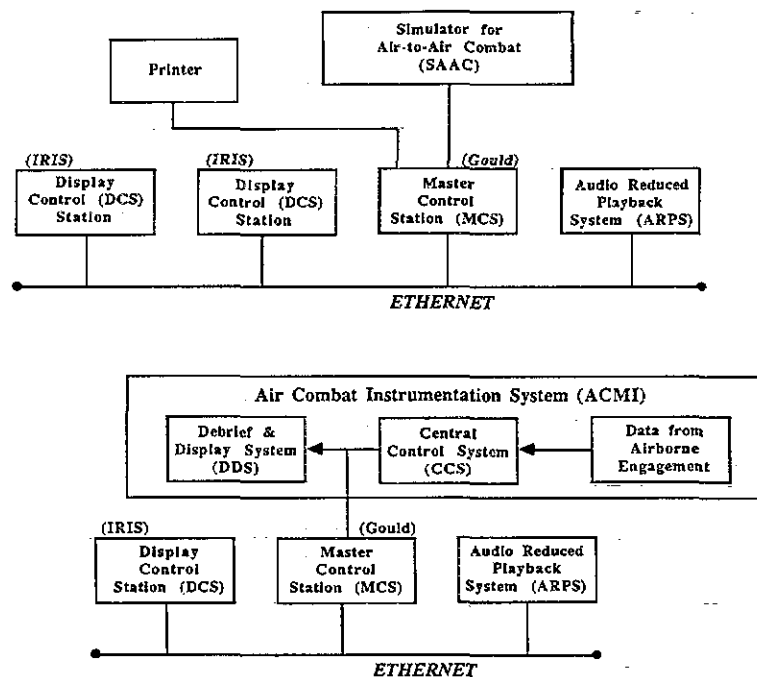 Simulator for
Air-to-Air Combat
(SAAC)
Printer
(IRIS)
(IRIS)
(Gould)
Display
Control (DCS)
Station
Display
Control (DCS)
Station
Master
Control
Station (MCS)
Audio Reduced
Playback
System (ARPS)
ETHERNET
Air Combat Instrumentation System (ACMI)
Debrief &
Display System
(DDS)
Central
Control System
(CCS)
Data from
Airborne
Engagement
(IRIS)
(Gould)
Display
Control
Station (DCS)
Master
Control
Station (MCS)
Audio Reduced
Playback
System (ARPS)
ETHERNET